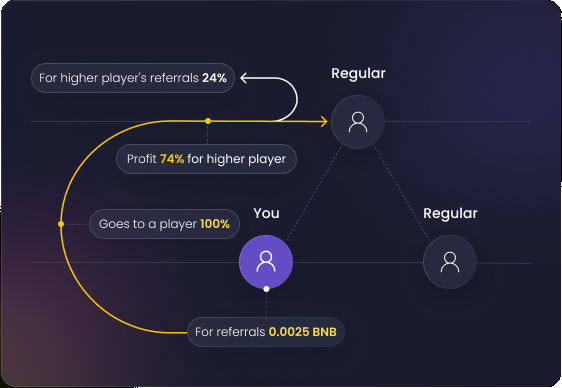 For higher player's referrals 24%
Regular
Profit 74% for higher player
Goes to a player 100%
You
Regular
For referrals 0.0025 BNB